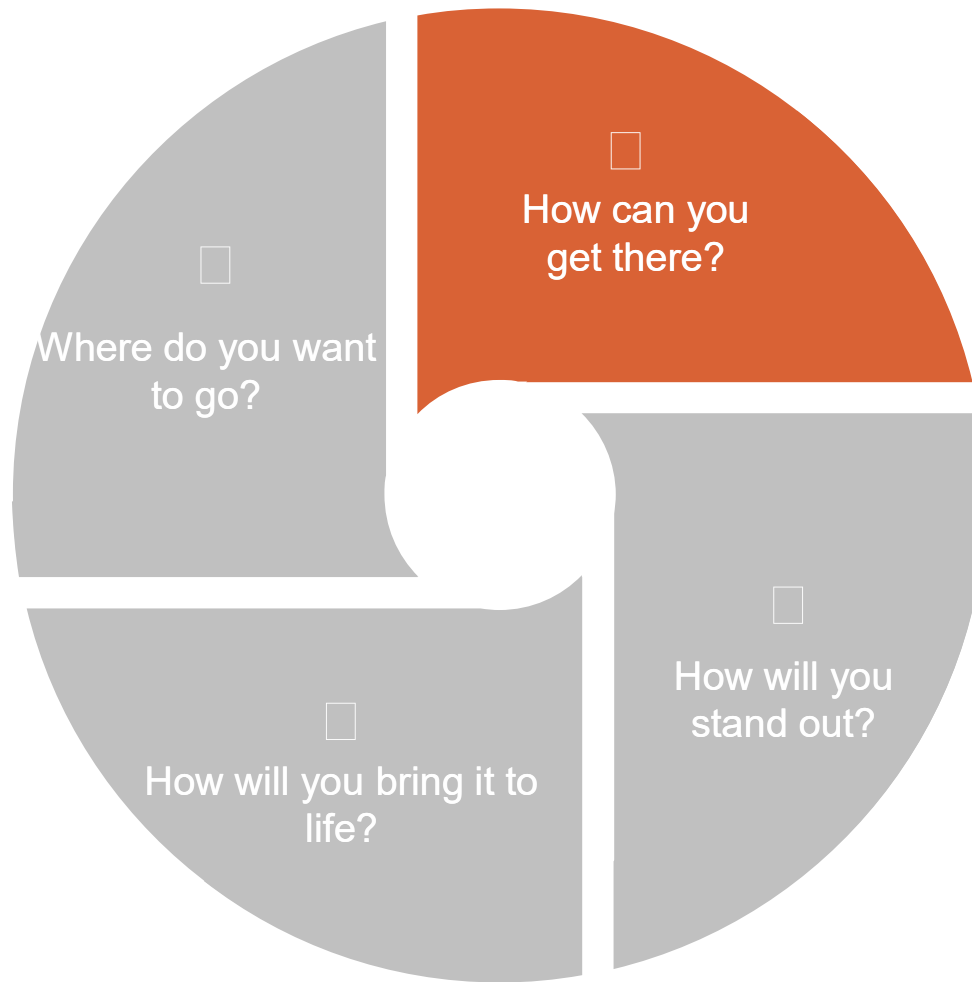 How can you
get there?
Where do you want
to go?
How will you
stand out?
How will you bring it to
life?